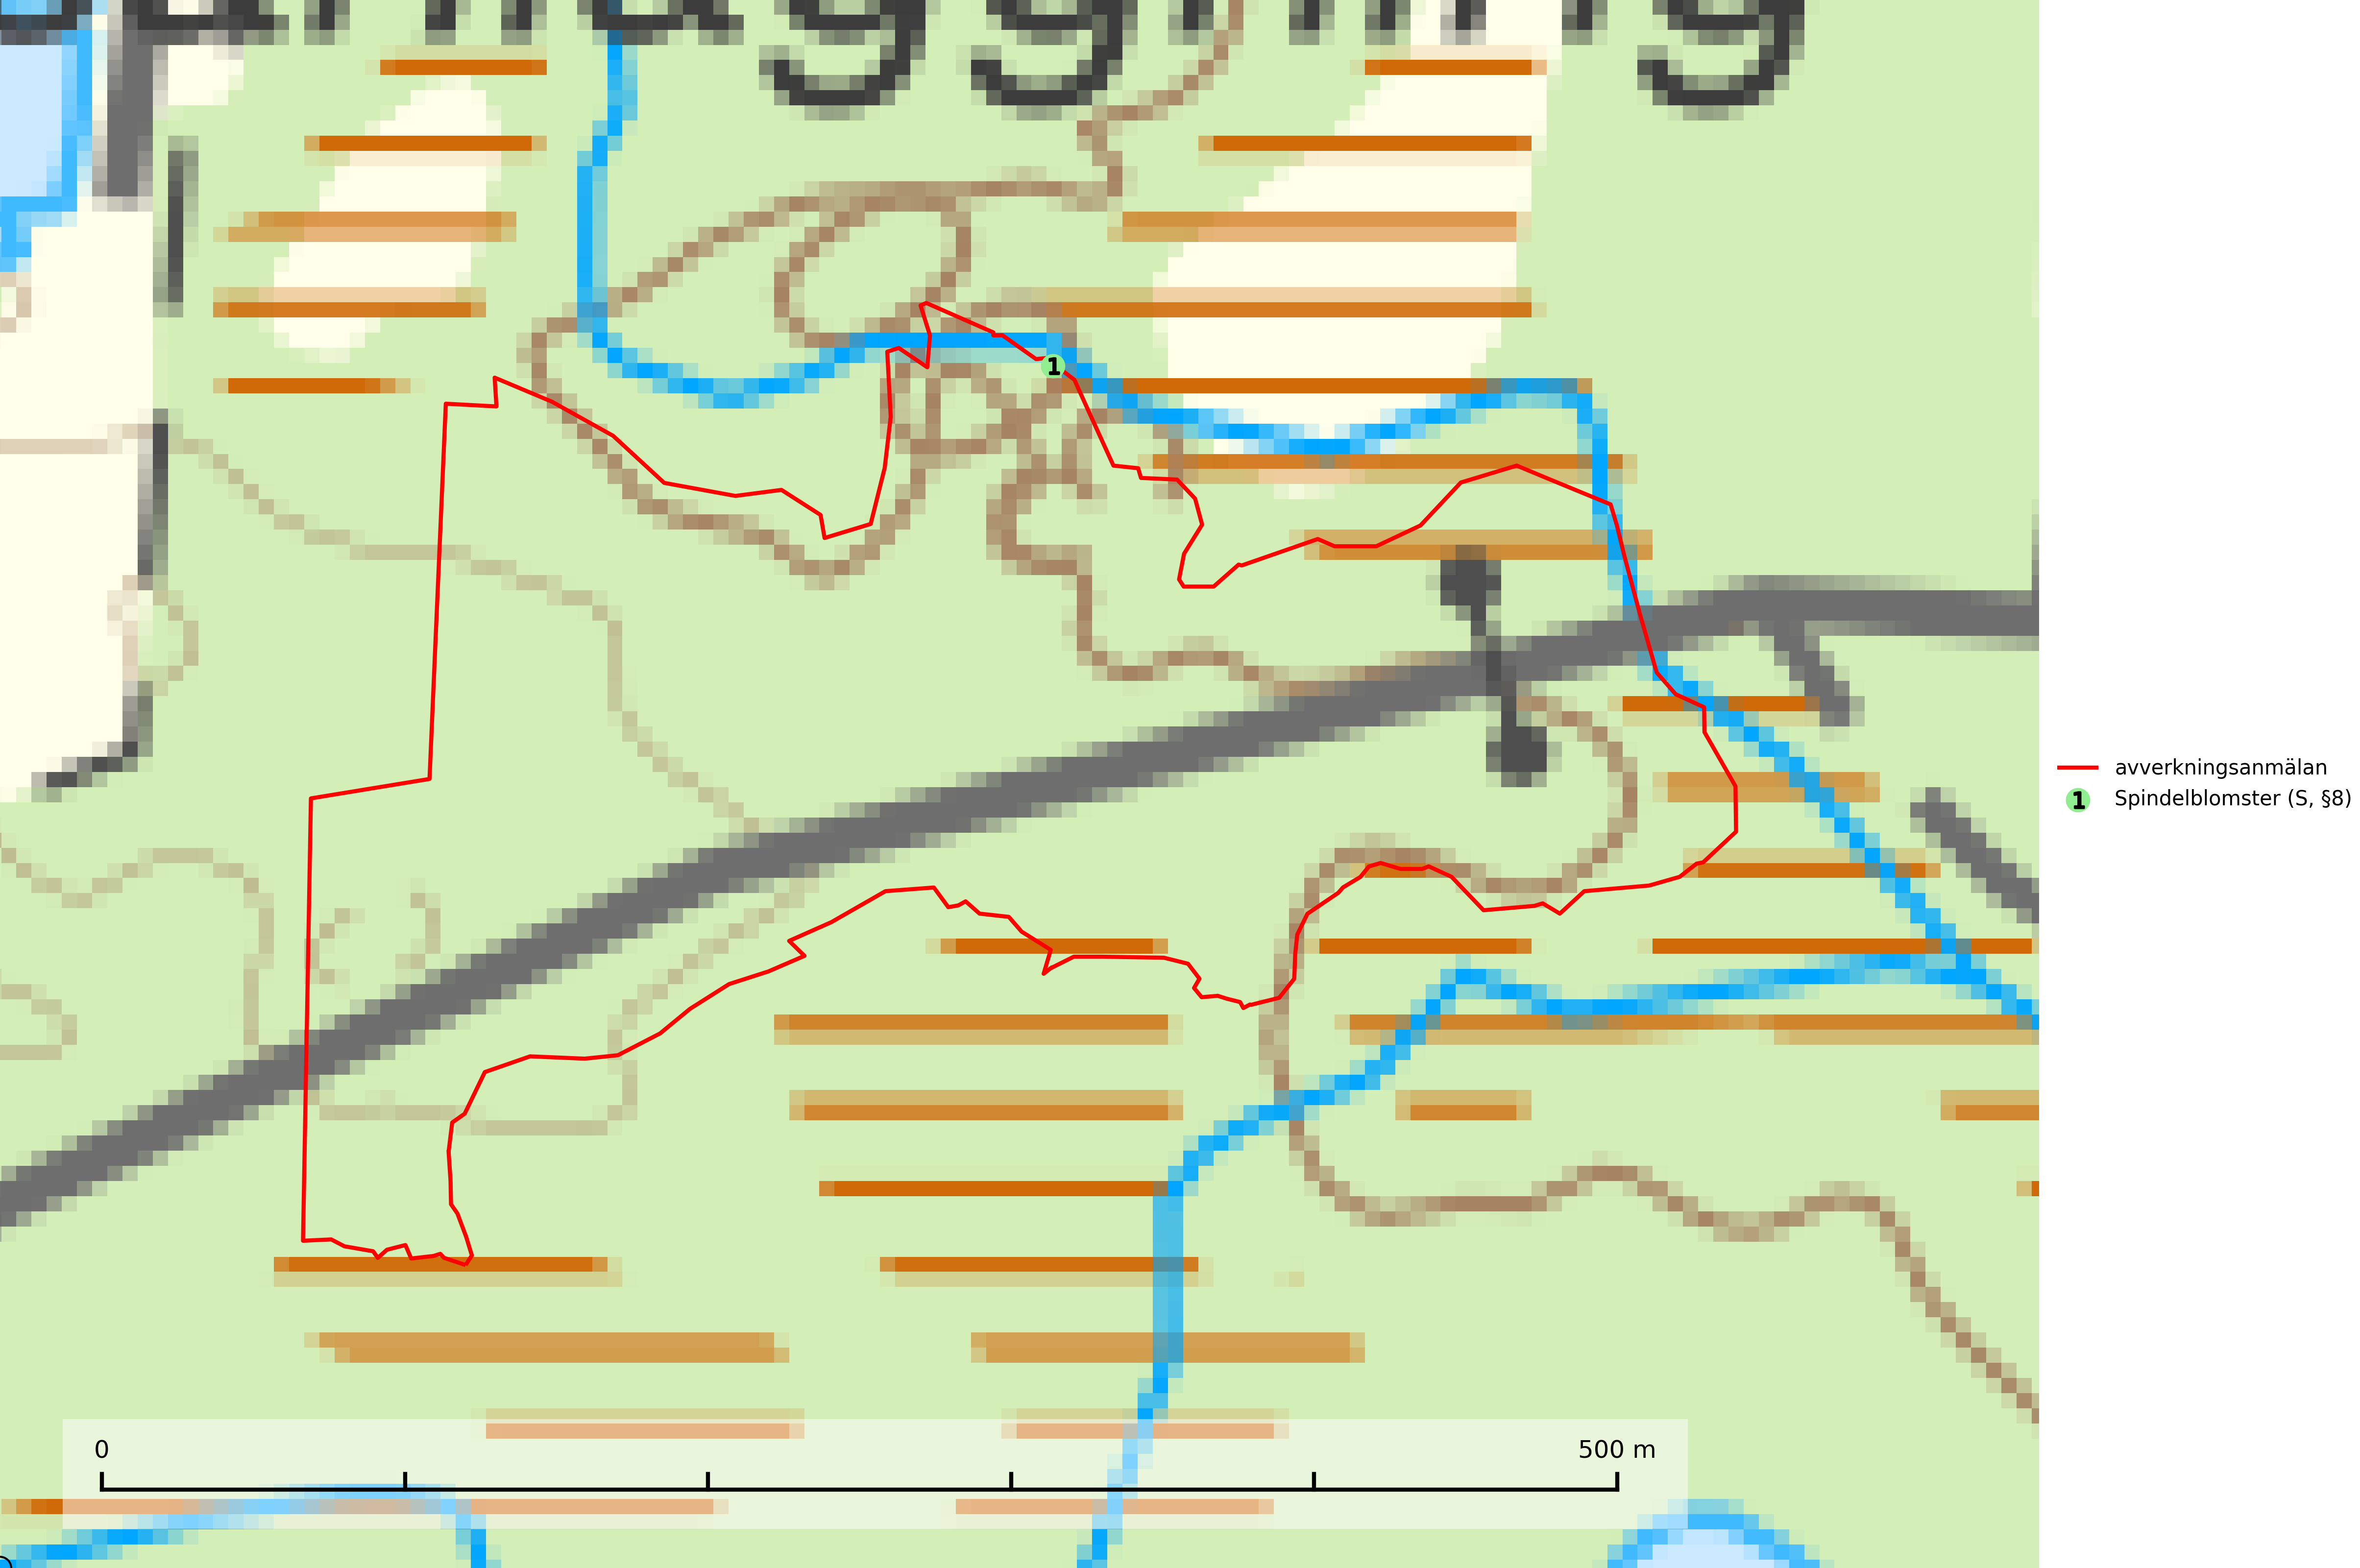 1
avverkningsanmälan
1 Spindelblomster (S, §8)
0 500 m